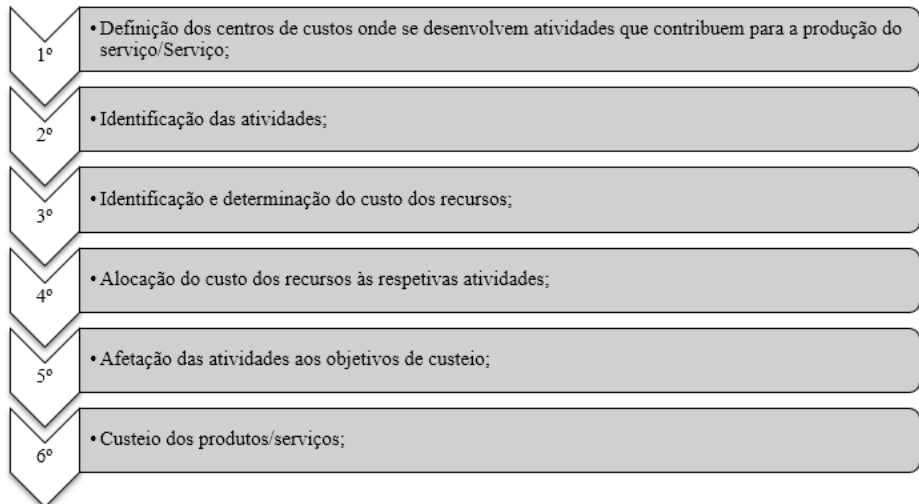 1º
• Definição dos centros de custos onde se desenvolvem atividades que contribuem para a produção do
serviço/Serviço;
2º
• Identificação das atividades;
3º
• Identificação e determinação do custo dos recursos;
4º
• Alocação do custo dos recursos às respetivas atividades;
5º
• Afetação das atividades aos objetivos de custeio;
6º
• Custeio dos produtos/serviços;